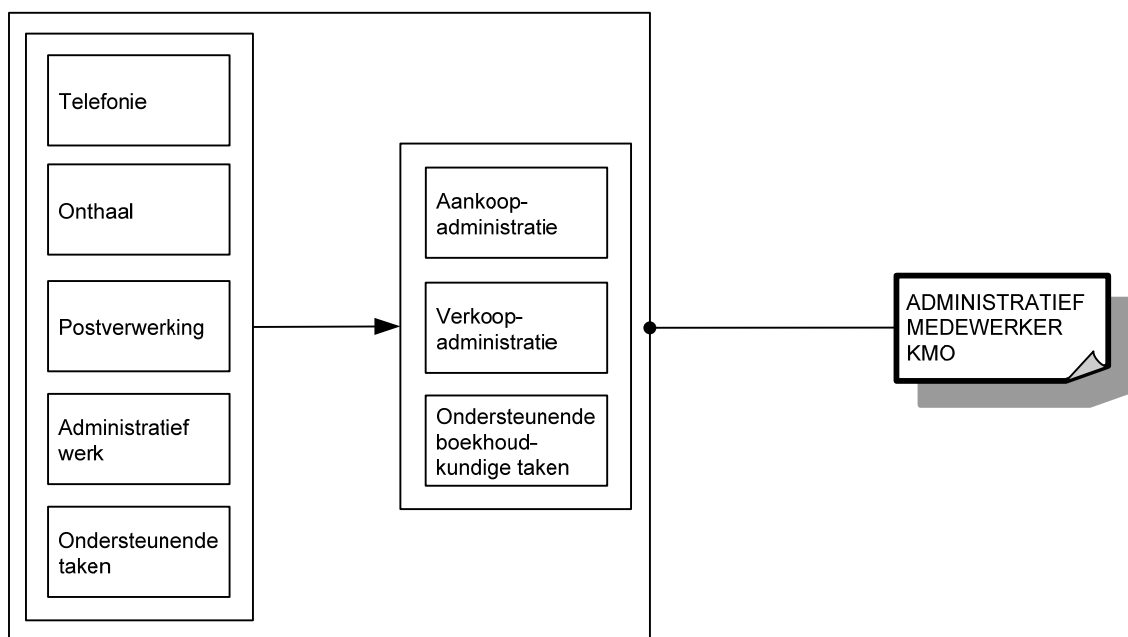 Telefonie
Onthaal
Postverwerking
Administratief
werk
Ondersteunende
taken
Aankoop-
administratie
Verkoop-
administratie
Ondersteunende
boekhoud-
kundige taken
ADMINISTRATIEF
MEDEWERKER
KMO